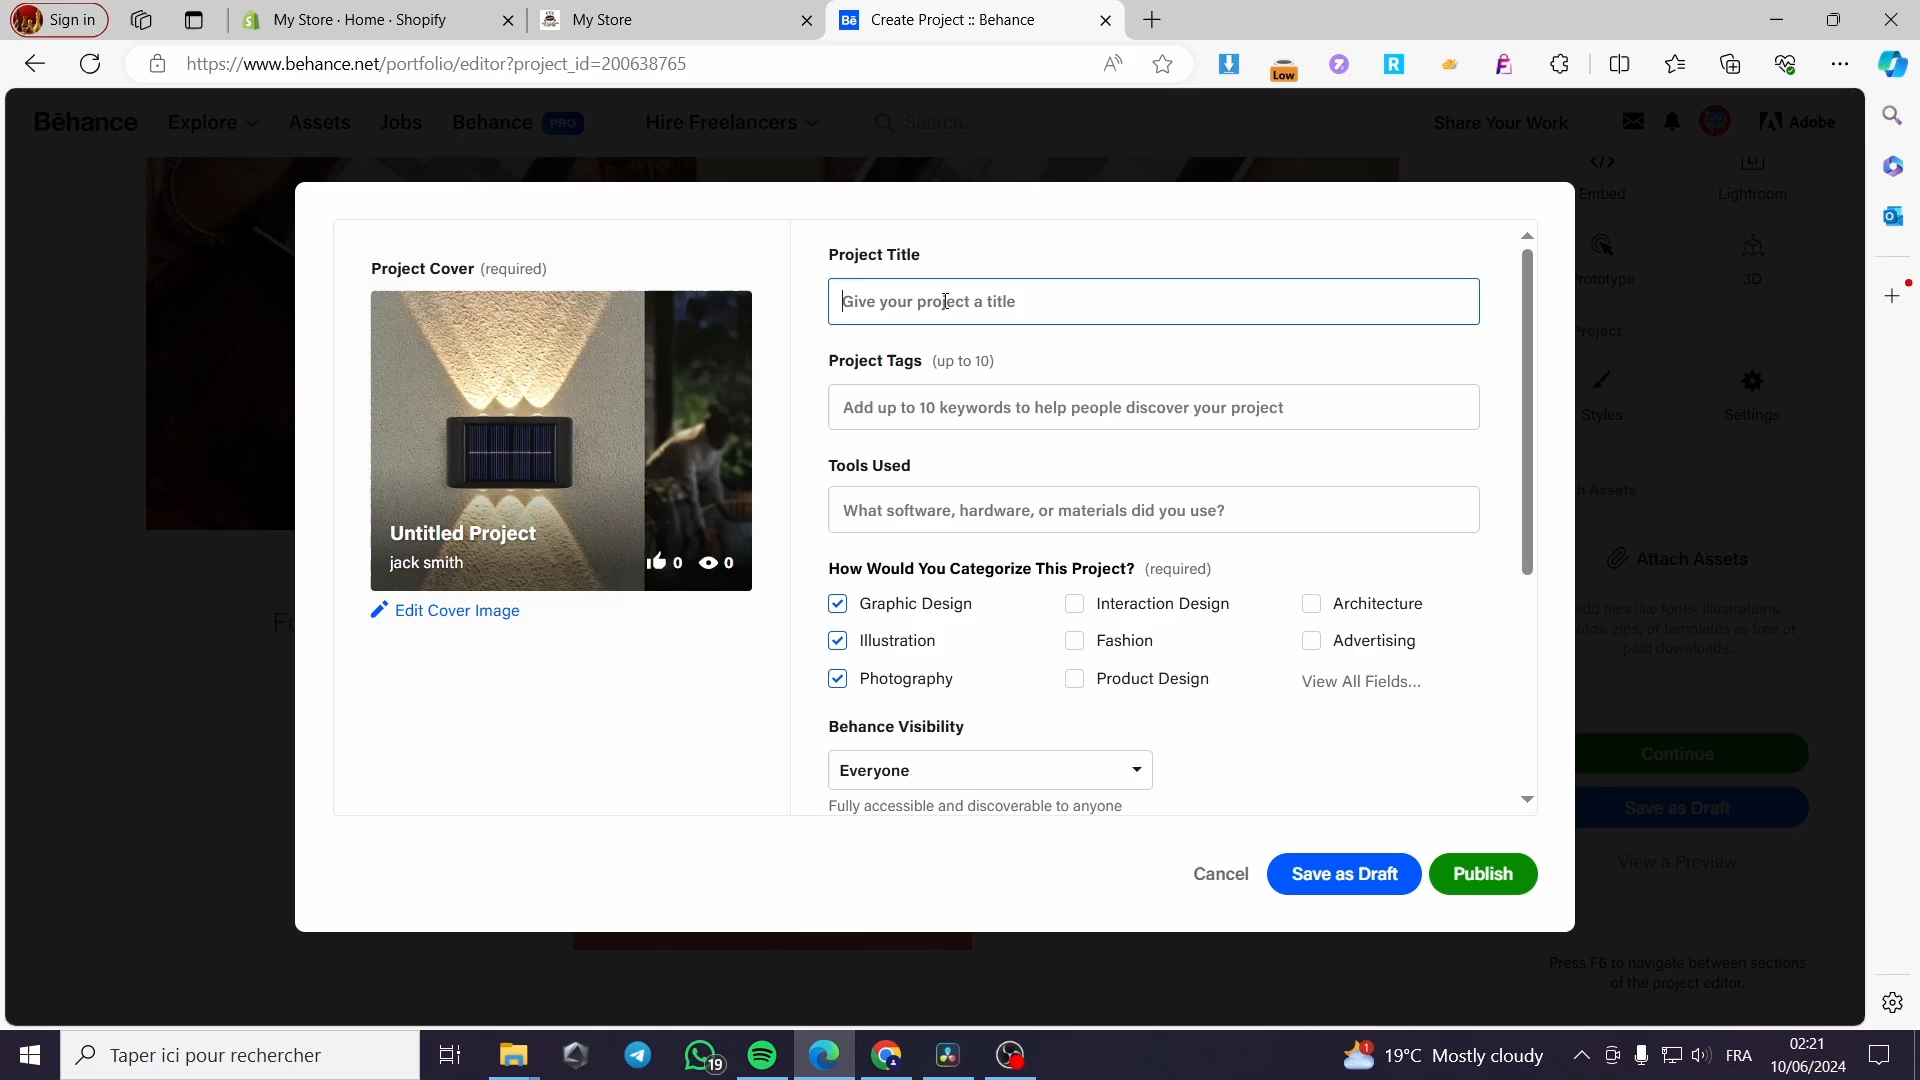 Sign in
My Store · Home · Shopify
My Store
Bē Create Project :: Behance
https://www.behance.net/portfolio/editor?project_id=200638765
Low
Bēhance
Explore
Assets
Jobs
Behance PRO
Hire Freelancers
Search...
Share Your Work
Adobe
Embed
Lightroom
Project Cover (required)
Untitled Project
jack smith
0
0
Edit Cover Image
Project Title
Give your project a title
Project Tags (up to 10)
Add up to 10 keywords to help people discover your project
Tools Used
What software, hardware, or materials did you use?
How Would You Categorize This Project? (required)
Graphic Design
Interaction Design
Architecture
Illustration
Fashion
Advertising
Photography
Product Design
View All Fields...
Behance Visibility
Everyone
Fully accessible and discoverable to anyone
Cancel
Save as Draft
Publish
3D
Styles
Settings
Attach Assets
paid downloads.
Continue
Save as Draft
View a Preview
Press F6 to navigate between sections
of the project editor.
Taper ici pour rechercher
19
1
19°C Mostly cloudy
FRA
02:21
10/06/2024